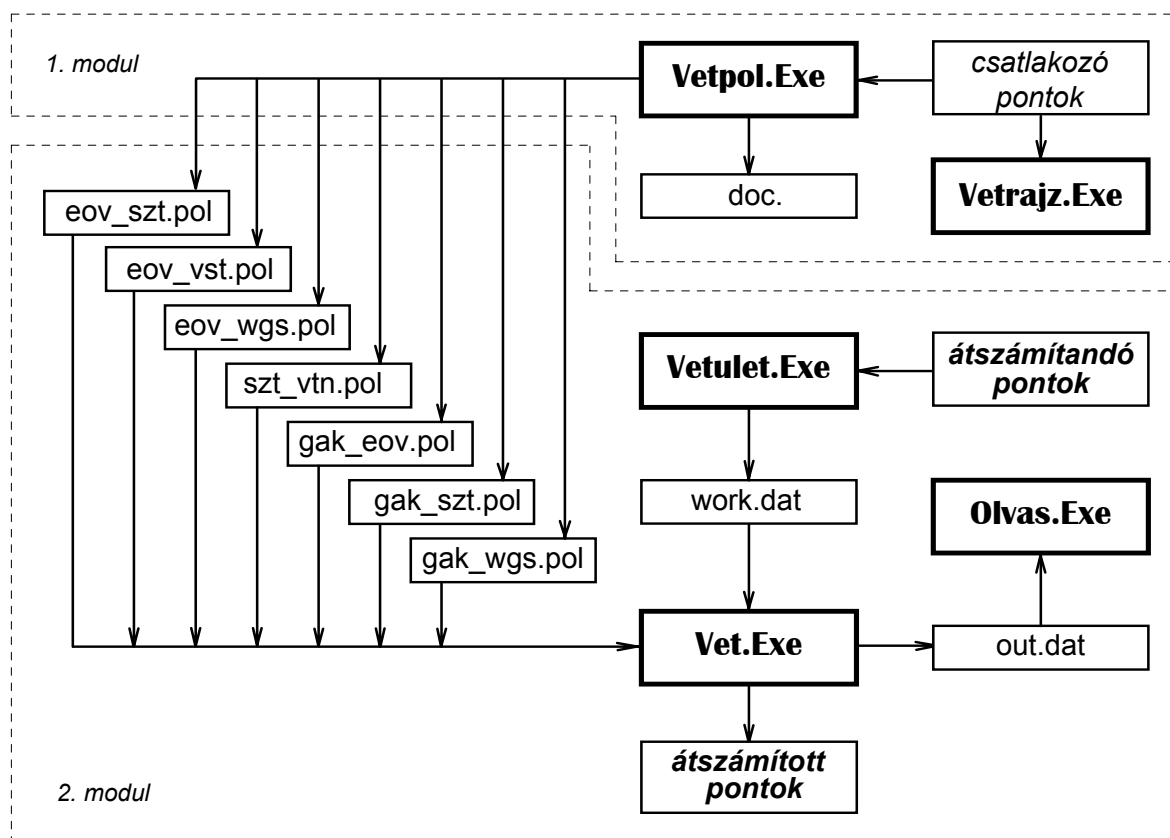 1. modul
Vetpol.Exe
csatlakozó
pontok
doc.
Vetrajz.Exe
eov_szt.pol
eov_vst.pol
eov_wgs.pol
szt_vtn.pol
gak_eov.pol
gak_szt.pol
gak_wgs.pol
Vetulet.Exe
átszámítandó
pontok
work.dat
Olvas.Exe
Vet.Exe
out.dat
átszámított
pontok
2. modul